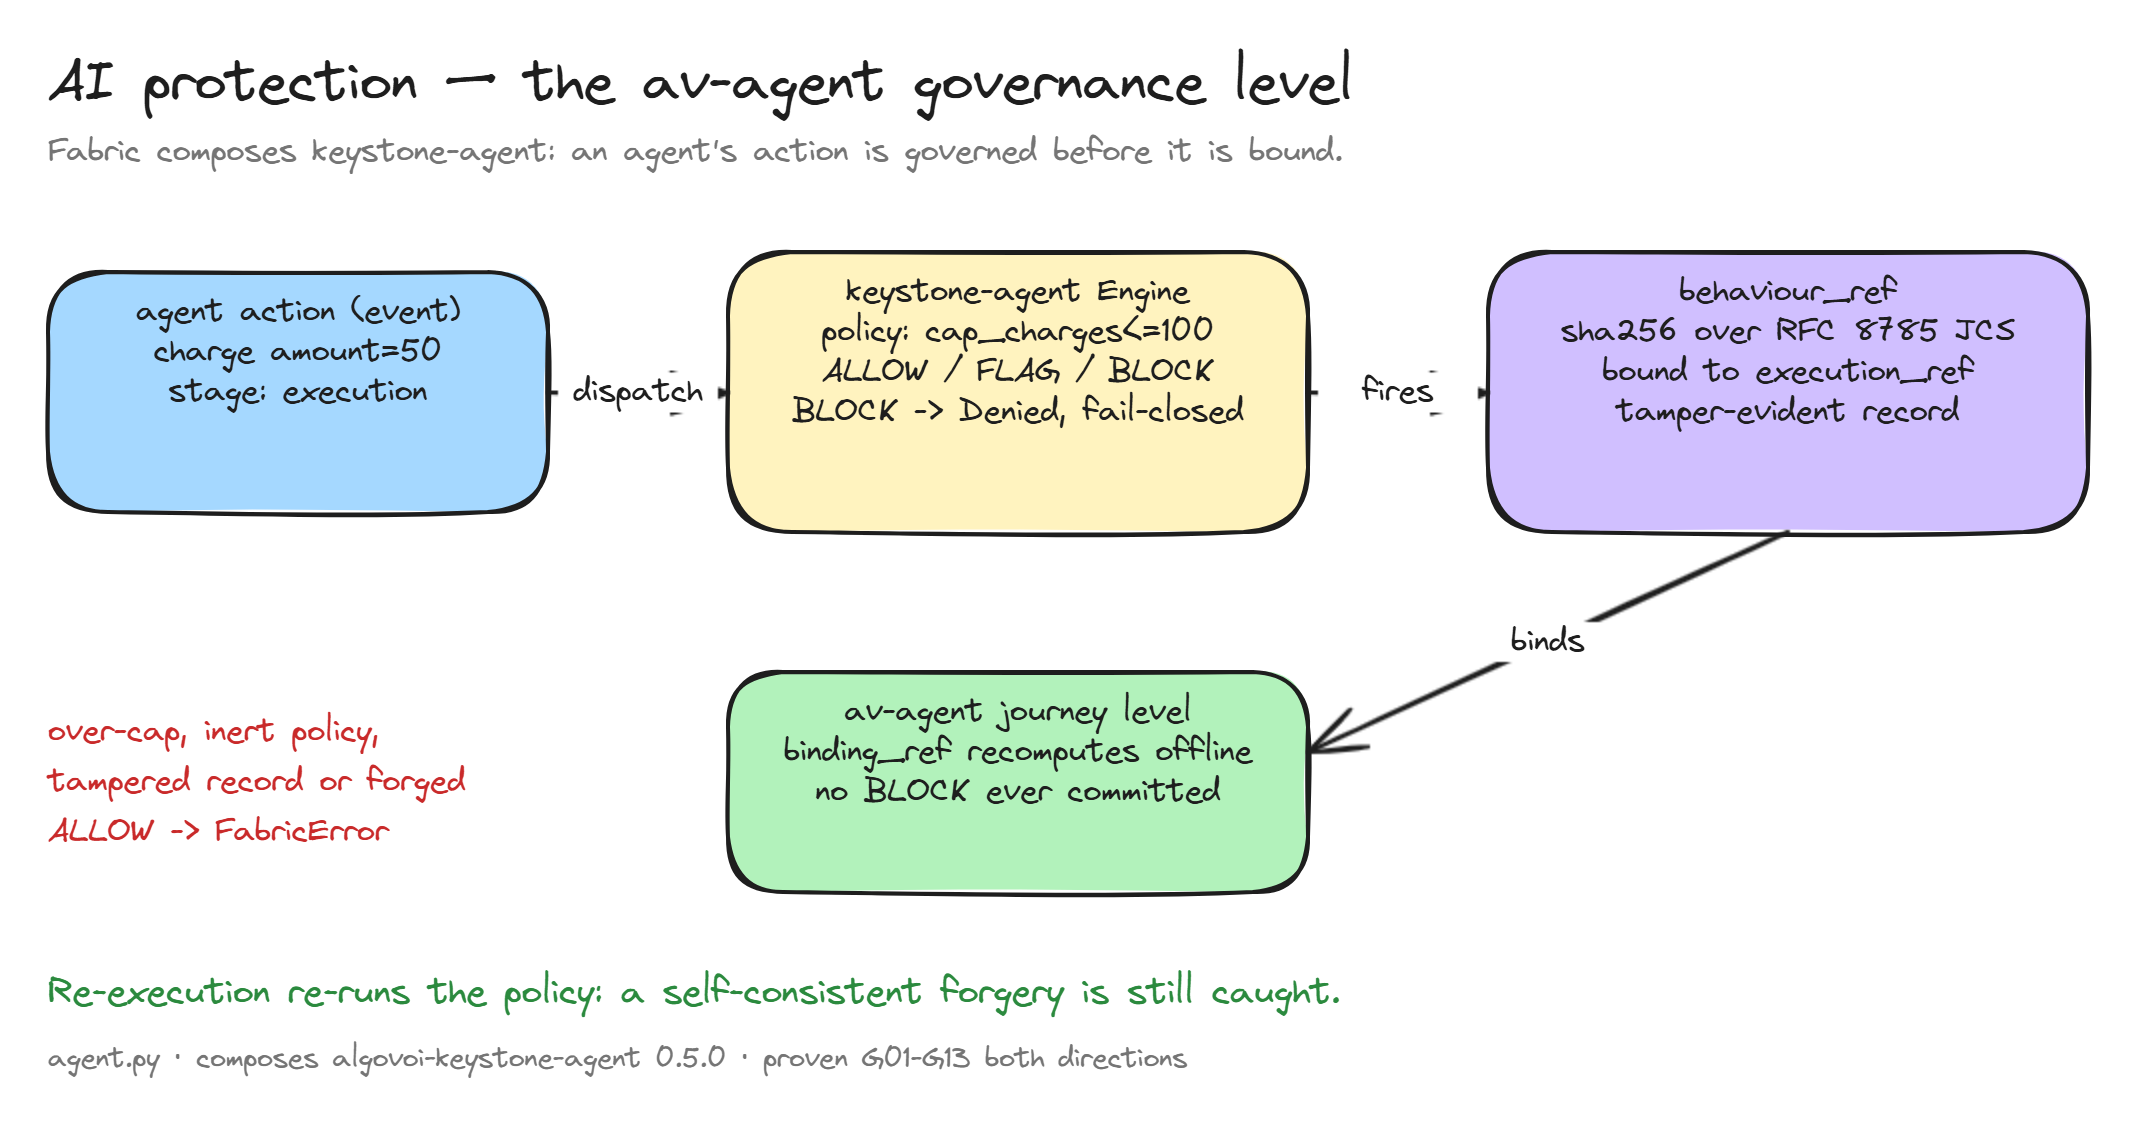 AI protection — the av-agent governance level
Fabric composes keystone-agent: an agent's action is governed before it is bound.
agent action (event)
charge amount=50
stage: execution
dispatch
keystone-agent Engine
policy: cap_charges<=100
ALLOW / FLAG / BLOCK
BLOCK -> Denied, fail-closed
fires
behaviour_ref
sha256 over RFC 8785 JCS
bound to execution_ref
tamper-evident record
binds
av-agent journey level
binding_ref recomputes offline
no BLOCK ever committed
over-cap, inert policy,
tampered record or forged
ALLOW -> FabricError
Re-execution re-runs the policy: a self-consistent forgery is still caught.
agent.py · composes algovoi-keystone-agent 0.5.0 · proven G01-G13 both directions